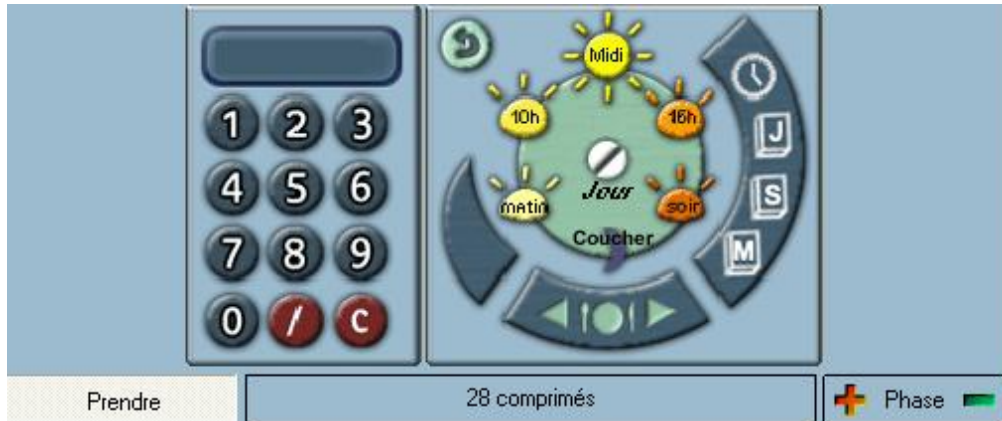 1 2 3
4 5 6
7 8 9
0 / C
Midi
10h
16h
matin
Jour
soir
Coucher
J
S
M
Prendre
28 comprimés
Phase